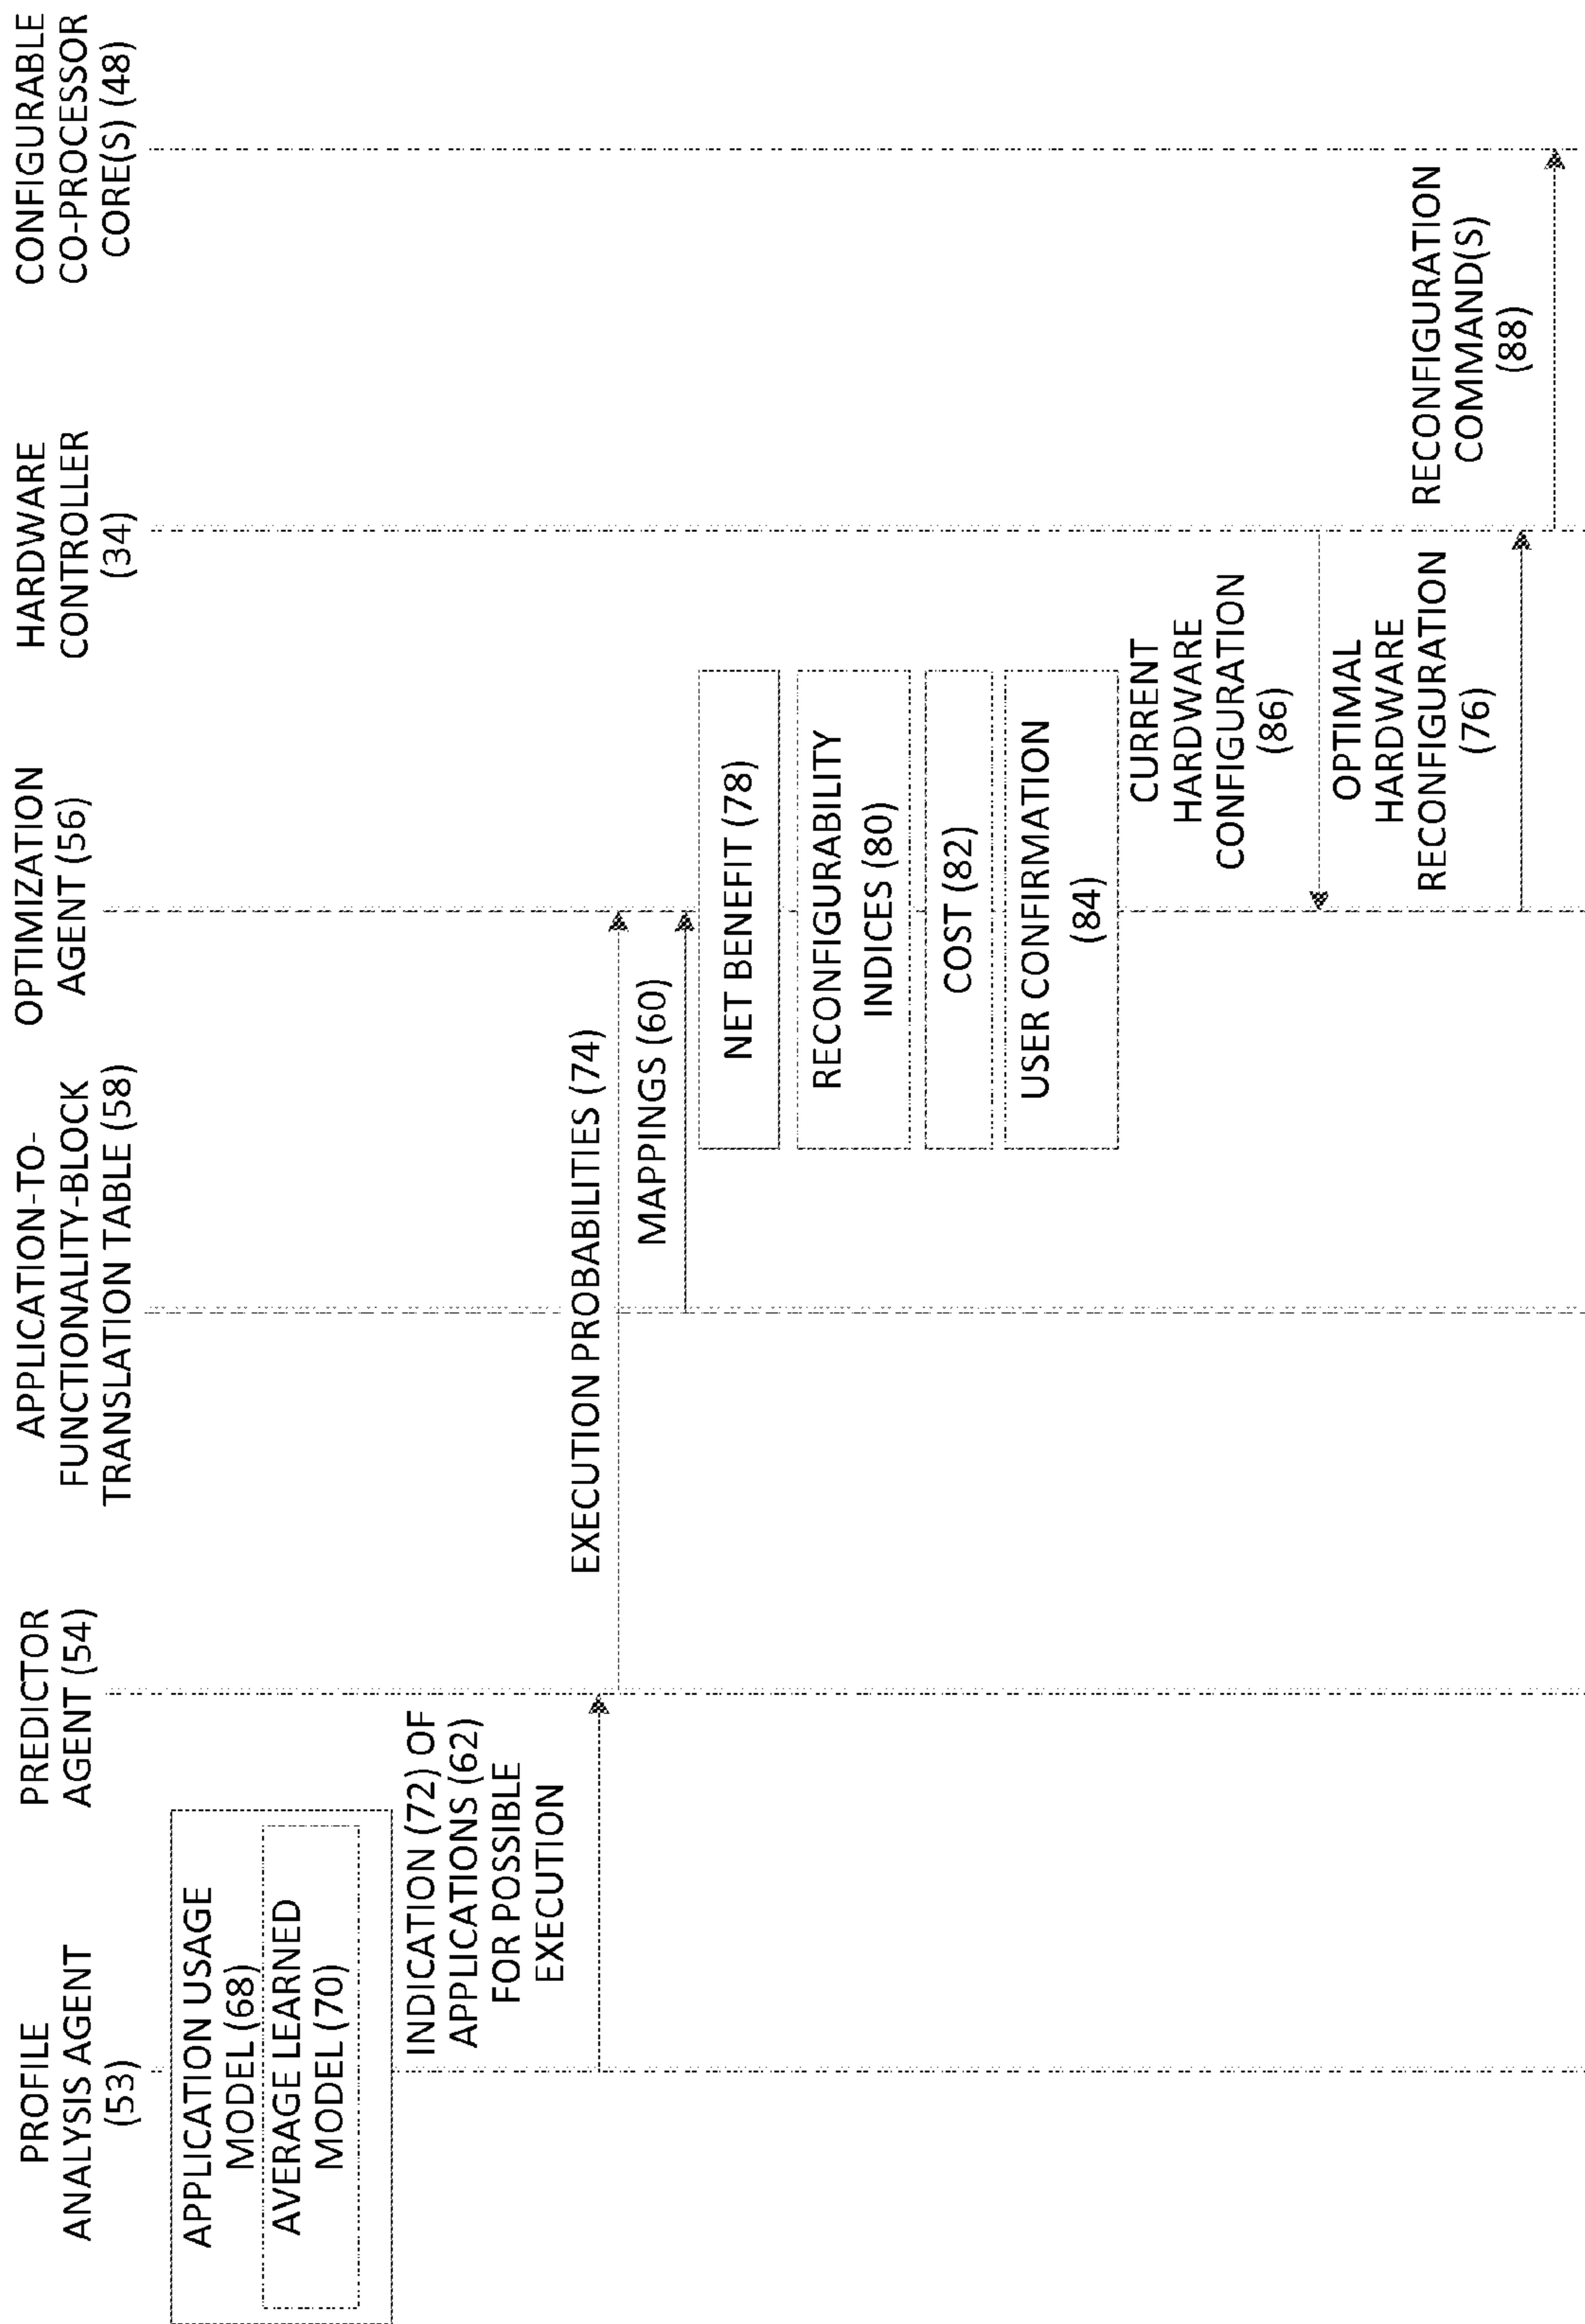 PROFILE
ANALYSIS AGENT
(53)
PREDICTOR
AGENT (54)
APPLICATION-TO-
FUNCTIONALITY-BLOCK
TRANSLATION TABLE (58)
OPTIMIZATION
AGENT (56)
HARDWARE
CONTROLLER
(34)
CONFIGURABLE
CO-PROCESSOR
CORE(S) (48)
APPLICATION USAGE
MODEL (68)
AVERAGE LEARNED
MODEL (70)
INDICATION (72) OF
APPLICATIONS (62)
FOR POSSIBLE
EXECUTION
EXECUTION PROBABILITIES (74)
MAPPINGS (60)
NET BENEFIT (78)
RECONFIGURABILITY
INDICES (80)
COST (82)
USER CONFIRMATION
(84)
CURRENT
HARDWARE
CONFIGURATION
(86)
OPTIMAL
HARDWARE
RECONFIGURATION
(76)
RECONFIGURATION
COMMAND(S)
(88)